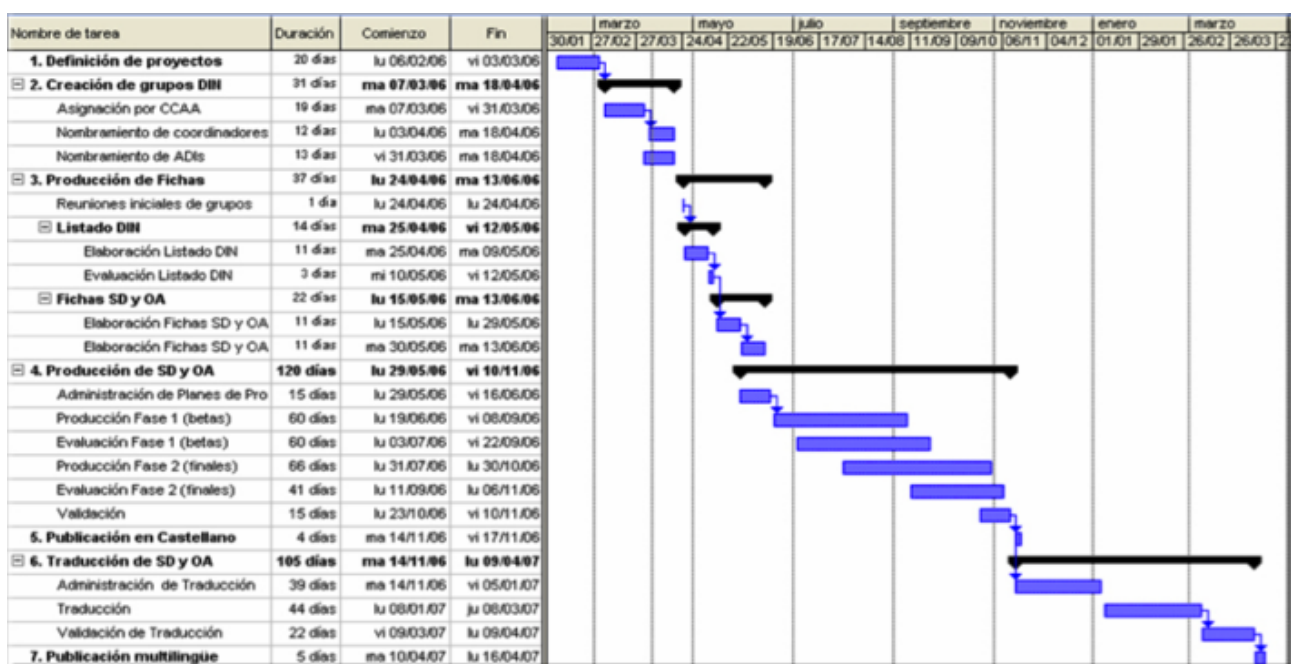 marzo mayo julio septiembre noviembre enero marzo
Nombre de tarea Duración Comienzo Fin 30/01 27/02 27/03 24/04 22/05 19/06 17/07 14/08 11/09 09/10 06/11 04/12 01/01 29/01 26/02 26/03
1. Definición de proyectos 20 días lu 06/02/06 vi 03/03/06
2. Creación de grupos DIN 31 días ma 07/03/06 ma 18/04/06
Asignación por CCAA 19 días ma 07/03/06 vi 31/03/06
Nombramiento de coordinadores 12 días lu 03/04/06 ma 18/04/06
Nombramiento de ADIs 13 días vi 31/03/06 ma 18/04/06
3. Producción de Fichas 37 días lu 24/04/06 ma 13/06/06
Reuniones iniciales de grupos 1 día lu 24/04/06 lu 24/04/06
Listado DIN 14 días ma 25/04/06 vi 12/05/06
Elaboración Listado DIN 11 días ma 25/04/06 ma 09/05/06
Evaluación Listado DIN 3 días mi 10/05/06 vi 12/05/06
Fichas SD y OA 22 días lu 15/05/06 ma 13/06/06
Elaboración Fichas SD y OA 11 días lu 15/05/06 lu 29/05/06
Elaboración Fichas SD y OA 11 días ma 30/05/06 ma 13/06/06
4. Producción de SD y OA 120 días lu 29/05/06 vi 10/11/06
Administración de Planes de Pro 15 días lu 29/05/06 vi 16/06/06
Producción Fase 1 (betas) 60 días lu 19/06/06 vi 08/09/06
Evaluación Fase 1 (betas) 60 días lu 03/07/06 vi 22/09/06
Producción Fase 2 (finales) 66 días lu 31/07/06 lu 30/10/06
Evaluación Fase 2 (finales) 41 días lu 11/09/06 lu 06/11/06
Validación 15 días lu 23/10/06 vi 10/11/06
5. Publicación en Castellano 4 días ma 14/11/06 vi 17/11/06
6. Traducción de SD y OA 105 días ma 14/11/06 lu 09/04/07
Administración de Traducción 39 días ma 14/11/06 vi 05/01/07
Traducción 44 días lu 08/01/07 ju 08/03/07
Validación de Traducción 22 días vi 09/03/07 lu 09/04/07
7. Publicación multilingüe 5 días ma 10/04/07 lu 16/04/07